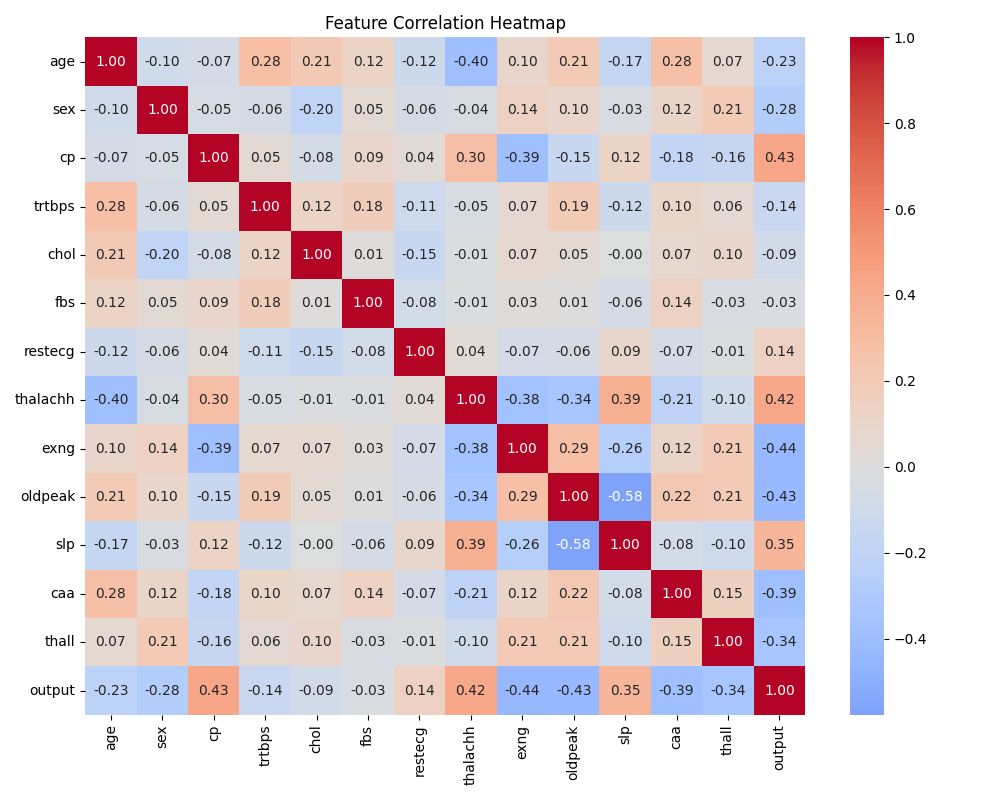 Feature Correlation Heatmap
age 1.00 -0.10 -0.07 0.28 0.21 0.12 -0.12 -0.40 0.10 0.21 -0.17 0.28 0.07 -0.23
sex -0.10 1.00 -0.05 -0.06 -0.20 0.05 -0.06 -0.04 0.14 0.10 -0.03 0.12 0.21 -0.28
cp -0.07 -0.05 1.00 0.05 -0.08 0.09 0.04 0.30 -0.39 -0.15 0.12 -0.18 -0.16 0.43
trtbps 0.28 -0.06 0.05 1.00 0.12 0.18 -0.11 -0.05 0.07 0.19 -0.12 0.10 0.06 -0.14
chol 0.21 -0.20 -0.08 0.12 1.00 0.01 -0.15 -0.01 0.07 0.05 -0.00 0.07 0.10 -0.09
fbs 0.12 0.05 0.09 0.18 0.01 1.00 -0.08 -0.01 0.03 0.01 -0.06 0.14 -0.03 -0.03
restecg -0.12 -0.06 0.04 -0.11 -0.15 -0.08 1.00 0.04 -0.07 -0.06 0.09 -0.07 -0.01 0.14
thalachh -0.40 -0.04 0.30 -0.05 -0.01 -0.01 0.04 1.00 -0.38 -0.34 0.39 -0.21 -0.10 0.42
exng 0.10 0.14 -0.39 0.07 0.07 0.03 -0.07 -0.38 1.00 0.29 -0.26 0.12 0.21 -0.44
oldpeak 0.21 0.10 -0.15 0.19 0.05 0.01 -0.06 -0.34 0.29 1.00 -0.58 0.22 0.21 -0.43
slp -0.17 -0.03 0.12 -0.12 -0.00 -0.06 0.09 0.39 -0.26 -0.58 1.00 -0.08 -0.10 0.35
caa 0.28 0.12 -0.18 0.10 0.07 0.14 -0.07 -0.21 0.12 0.22 -0.08 1.00 0.15 -0.39
thall 0.07 0.21 -0.16 0.06 0.10 -0.03 -0.01 -0.10 0.21 0.21 -0.10 0.15 1.00 -0.34
output -0.23 -0.28 0.43 -0.14 -0.09 -0.03 0.14 0.42 -0.44 -0.43 0.35 -0.39 -0.34 1.00
age sex cp trtbps chol fbs restecg thalachh exng oldpeak slp caa thall output
1.0
0.8
0.6
0.4
0.2
0.0
−0.2
−0.4